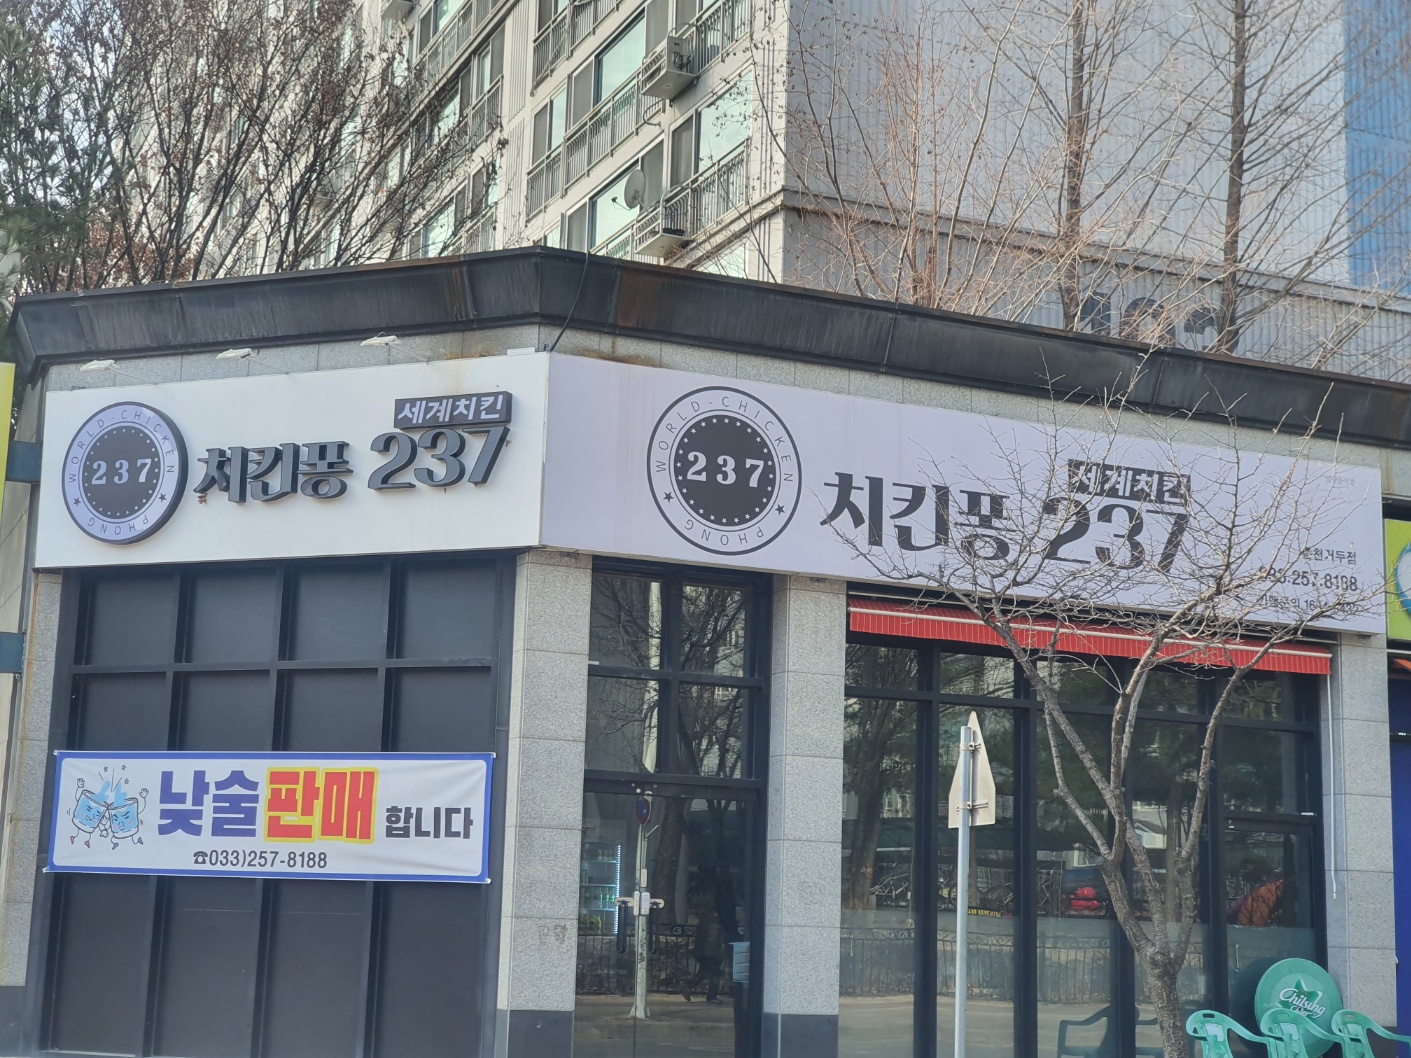 WORLD-CHICKEN
237
PHONG
치킨퐁
세계치킨
237
WORLD-CHICKEN
237
PHONG
치킨퐁
세계치킨
237
춘천거두점
033.257.8188
낮술판매합니다
☎033)257-8188
Chilsung